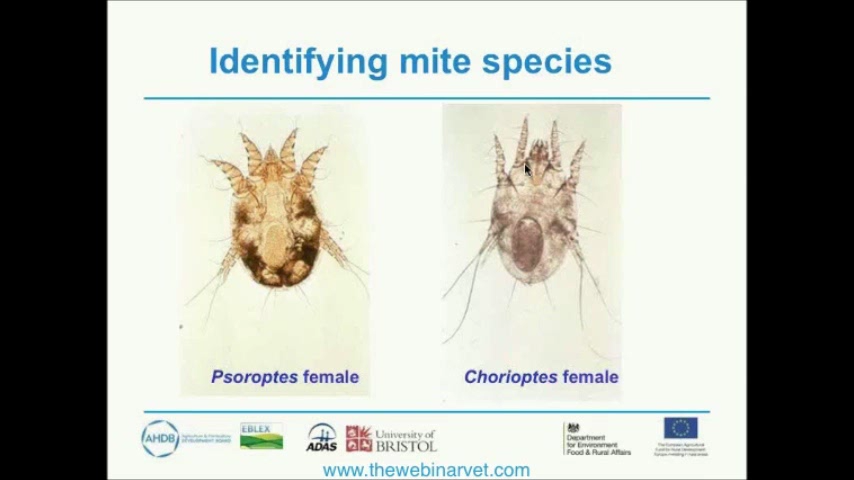 Identifying mite species
Psoroptes female
Chorioptes female
AHDB
EBLEX
ADAS
University of
BRISTOL
Department
for Environment
Food & Rural Affairs
www.thewebinarvet.com